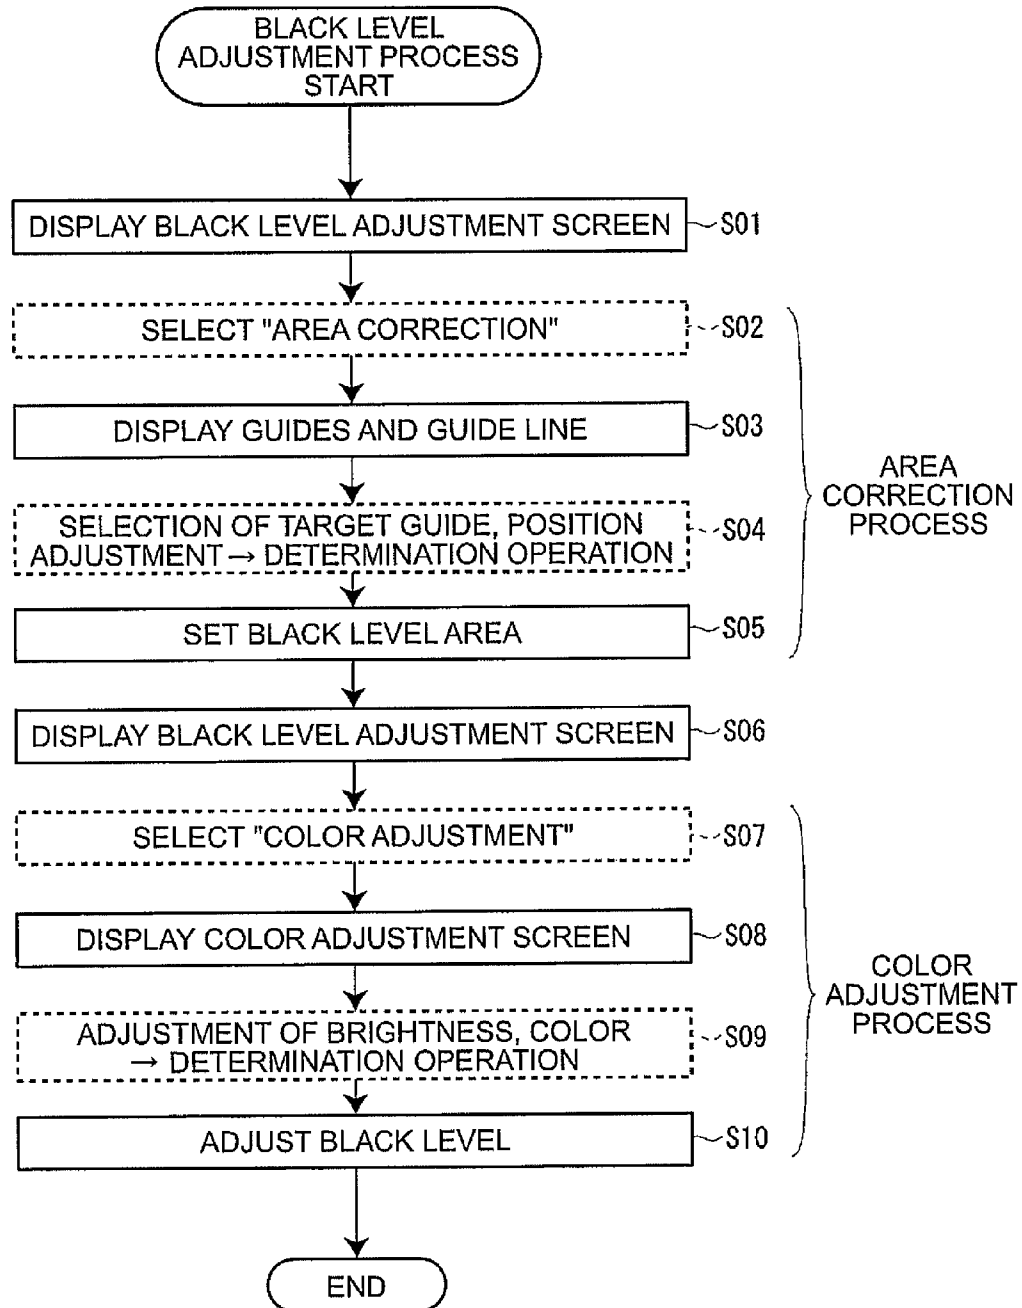 BLACK LEVEL
ADJUSTMENT PROCESS
START
DISPLAY BLACK LEVEL ADJUSTMENT SCREEN
S01
SELECT "AREA CORRECTION"
S02
DISPLAY GUIDES AND GUIDE LINE
S03
SELECTION OF TARGET GUIDE, POSITION
ADJUSTMENT → DETERMINATION OPERATION
S04
SET BLACK LEVEL AREA
S05
AREA
CORRECTION
PROCESS
DISPLAY BLACK LEVEL ADJUSTMENT SCREEN
S06
SELECT "COLOR ADJUSTMENT"
S07
DISPLAY COLOR ADJUSTMENT SCREEN
S08
ADJUSTMENT OF BRIGHTNESS, COLOR
→ DETERMINATION OPERATION
S09
ADJUST BLACK LEVEL
S10
COLOR
ADJUSTMENT
PROCESS
END